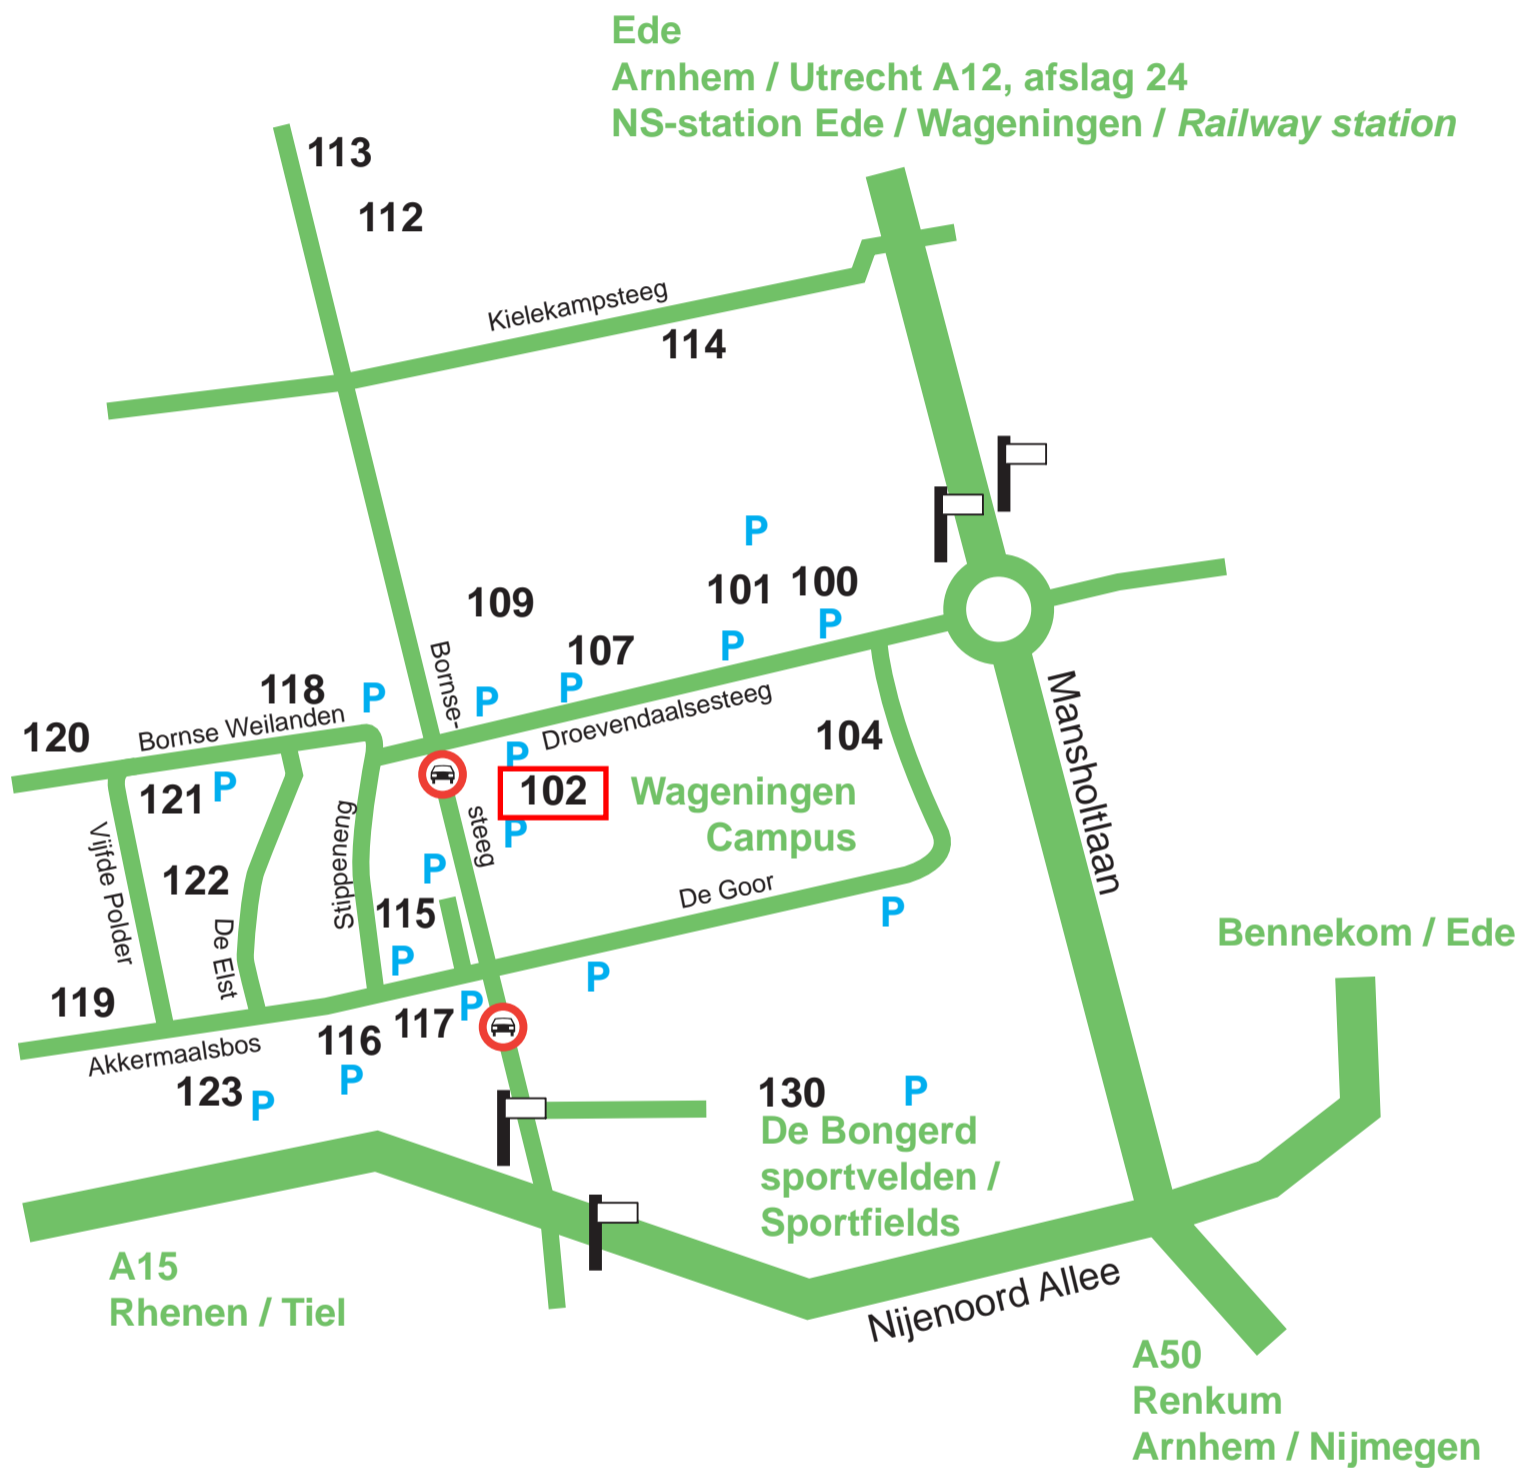 Ede
Arnhem / Utrecht A12, afslag 24
NS-station Ede / Wageningen / Railway station
113
112
Kielekampsteeg
114
P
101
100
109
P
P
107
Bornse-
118
P
P
P
Droevendaalsesteeg
Bornse Weilanden
120
104
P
102
Wageningen
Campus
121
P
steeg
P
Vijfde Polder
Stippeneng
122
P
De Goor
De Elst
115
P
Bennekom / Ede
P
P
119
P
117
116
Akkermaalsbos
P
123
P
130
P
De Bongerd
sportvelden /
Sportfields
Mansholtlaan
A15
Rhenen / Tiel
Nijenoord Allee
A50
Renkum
Arnhem / Nijmegen